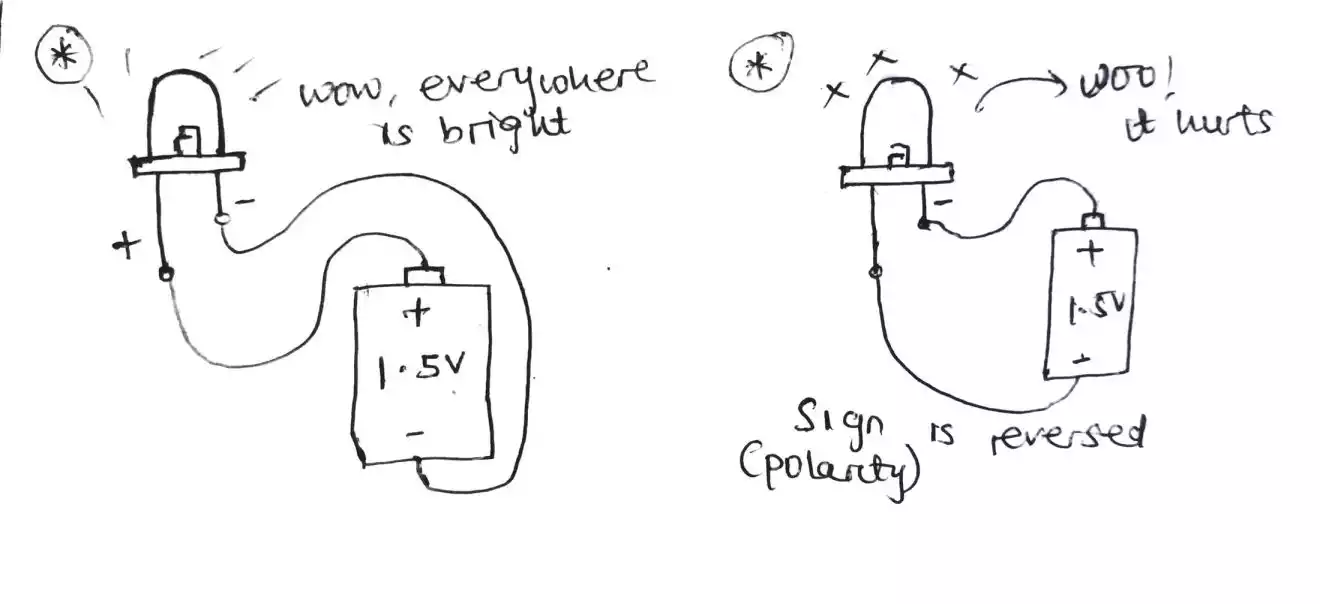 *
wow, everywhere
is bright
-
+
+
1.5V
-
*
woo!
it hurts
-
+
1.5V
-
Sign is reversed
(polarity)